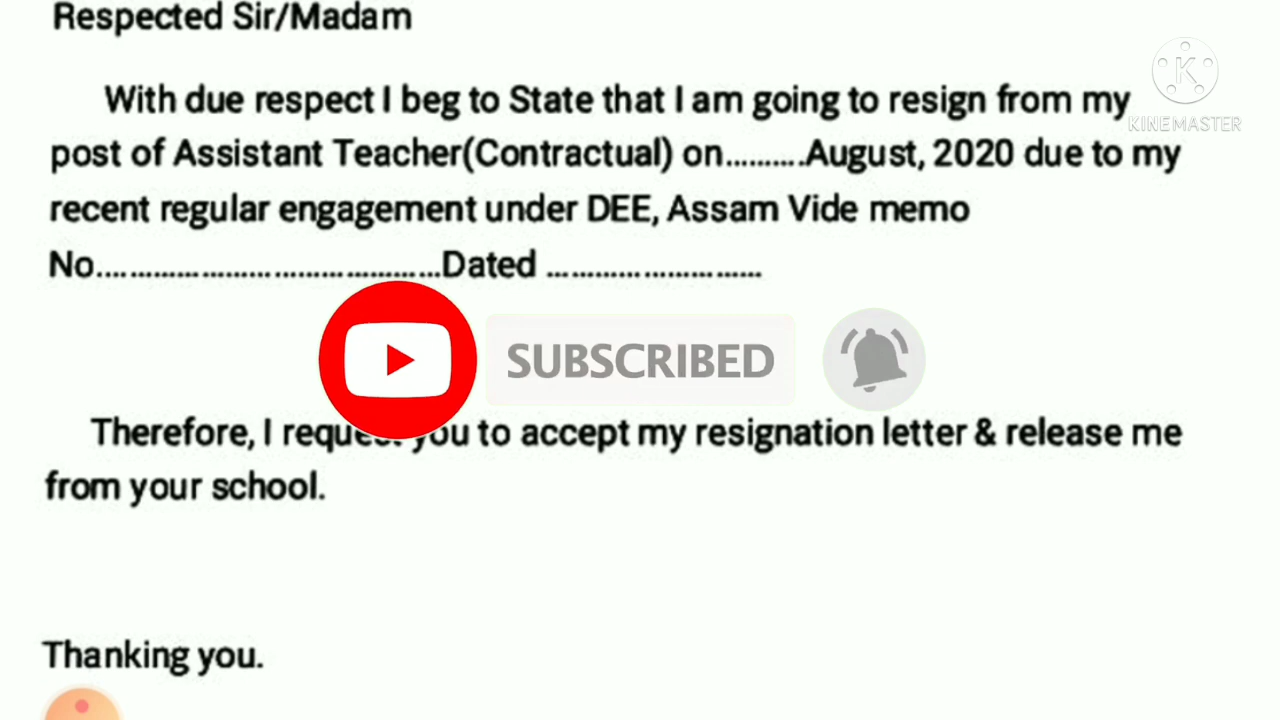 Respected Sir/Madam
With due respect I beg to State that I am going to resign from my
KINEMASTER
post of Assistant Teacher(Contractual) on..........August, 2020 due to my
recent regular engagement under DEE, Assam Vide memo
No.......................................Dated ........................
SUBSCRIBED
Therefore, I request you to accept my resignation letter & release me
from your school.
Thanking you.